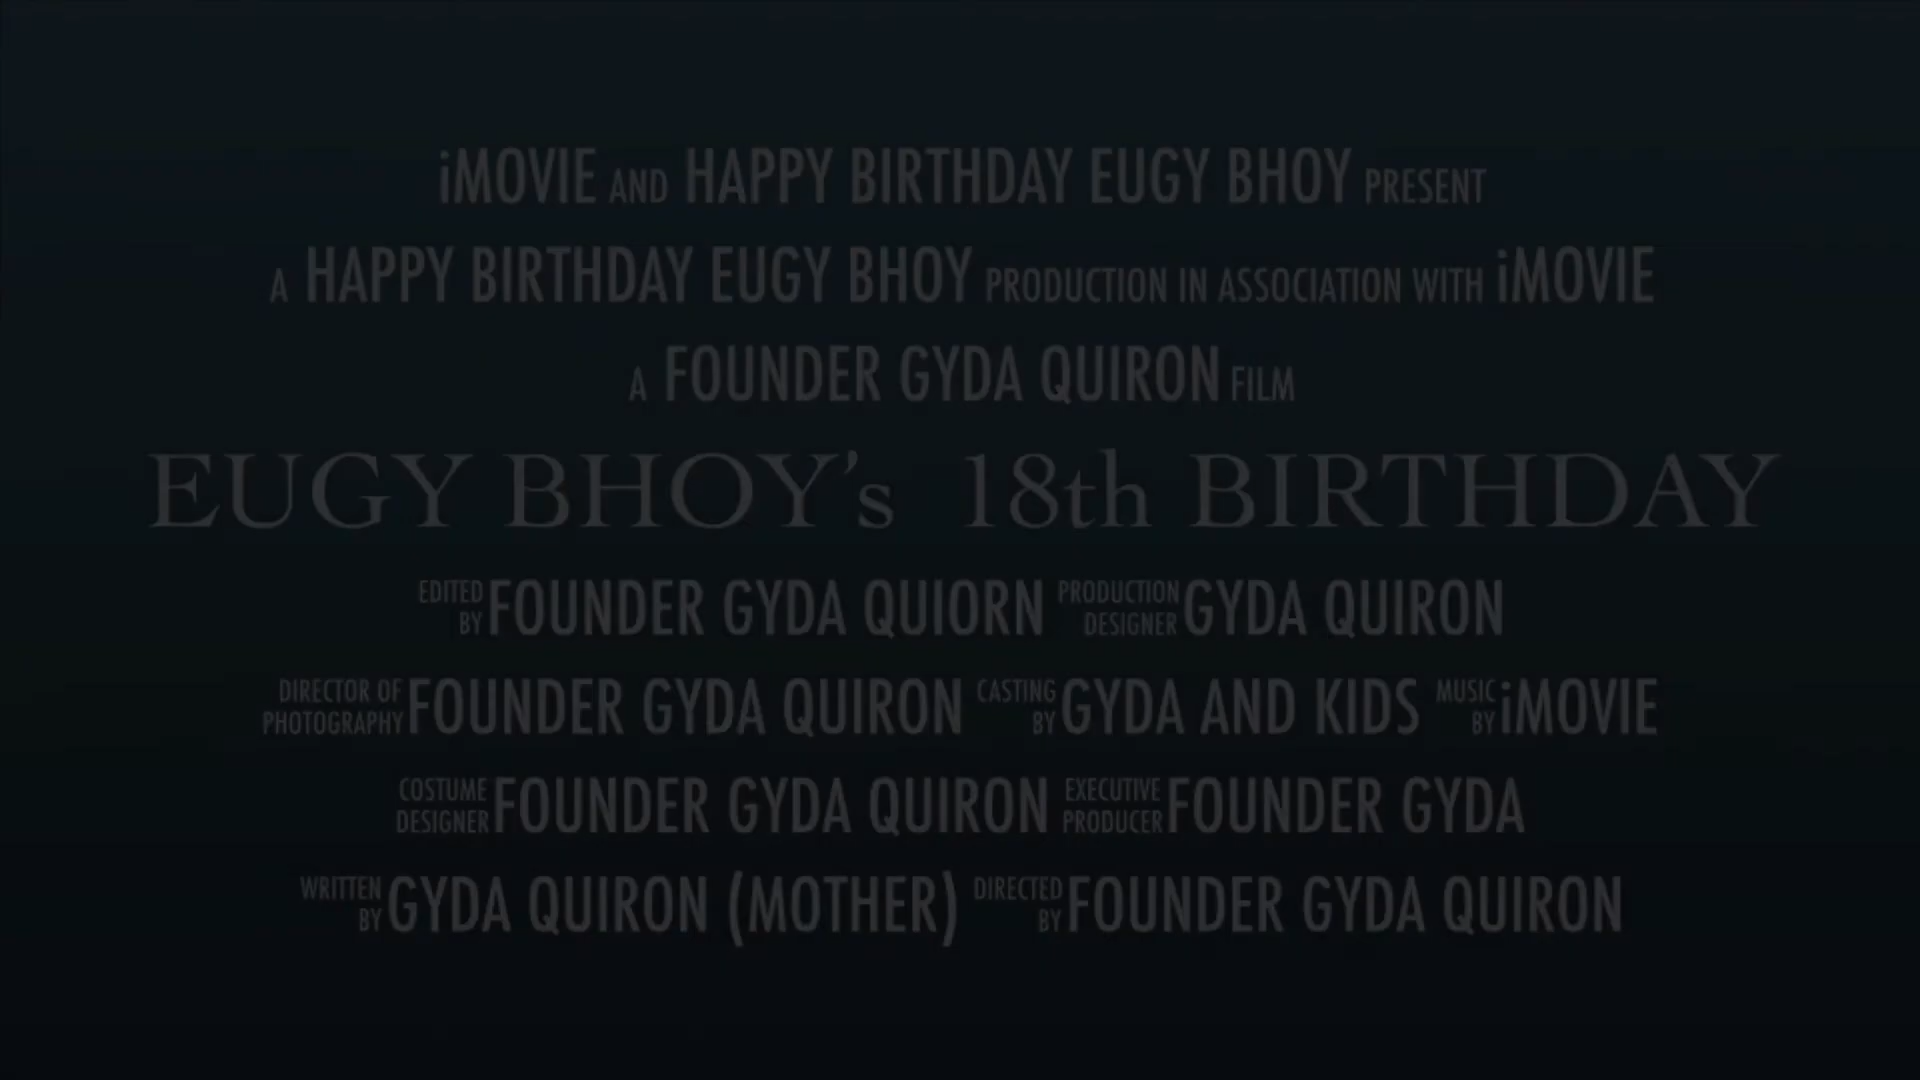 iMOVIE AND HAPPY BIRTHDAY EUGY BHOY PRESENT
A HAPPY BIRTHDAY EUGY BHOY PRODUCTION IN ASSOCIATION WITH iMOVIE
A FOUNDER GYDA QUIRON FILM
EUGY BHOY's 18th BIRTHDAY
EDITED BY FOUNDER GYDA QUIORN PRODUCTION DESIGNER GYDA QUIRON
DIRECTOR OF PHOTOGRAPHY FOUNDER GYDA QUIRON CASTING BY GYDA AND KIDS MUSIC BY iMOVIE
COSTUME DESIGNER FOUNDER GYDA QUIRON EXECUTIVE PRODUCER FOUNDER GYDA
WRITTEN BY GYDA QUIRON (MOTHER) DIRECTED BY FOUNDER GYDA QUIRON